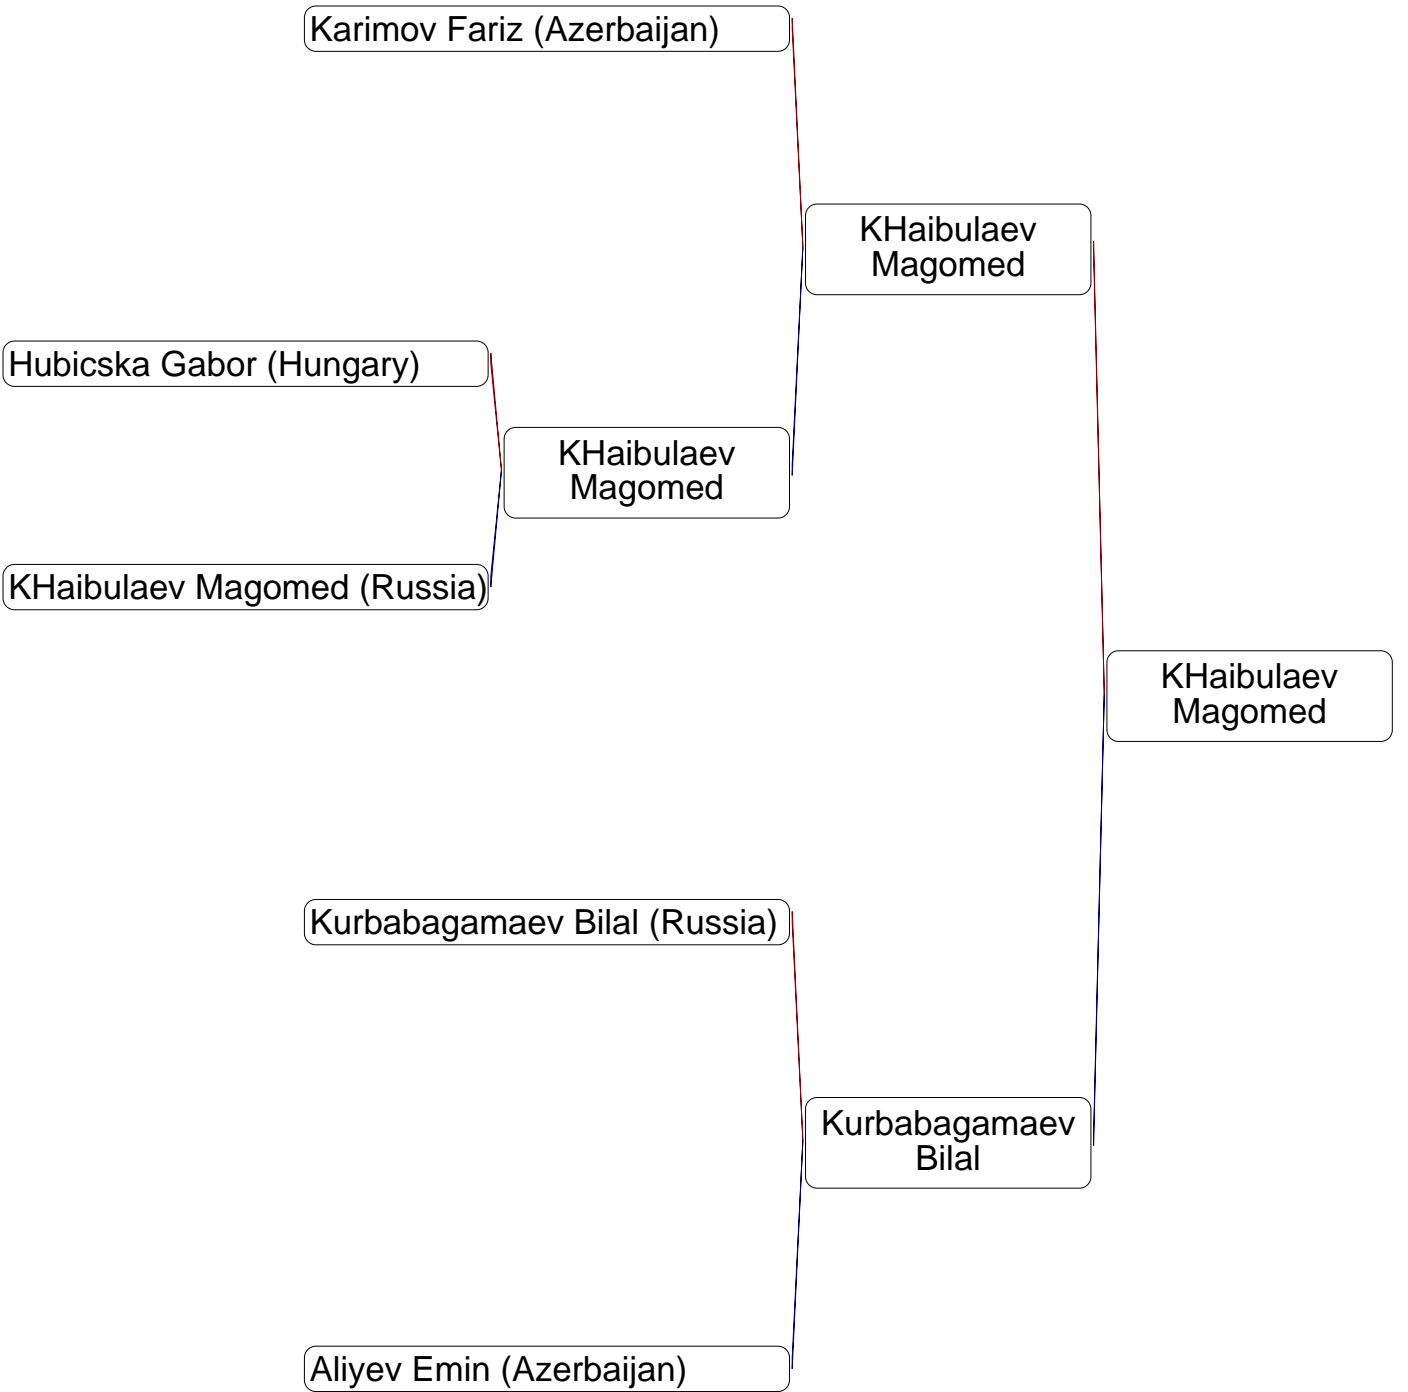 Karimov Fariz (Azerbaijan)
KHaibulaev
Magomed
Hubicska Gabor (Hungary)
KHaibulaev
Magomed
KHaibulaev Magomed (Russia)
KHaibulaev
Magomed
Kurbabagamaev Bilal (Russia)
Kurbabagamaev
Bilal
Aliyev Emin (Azerbaijan)